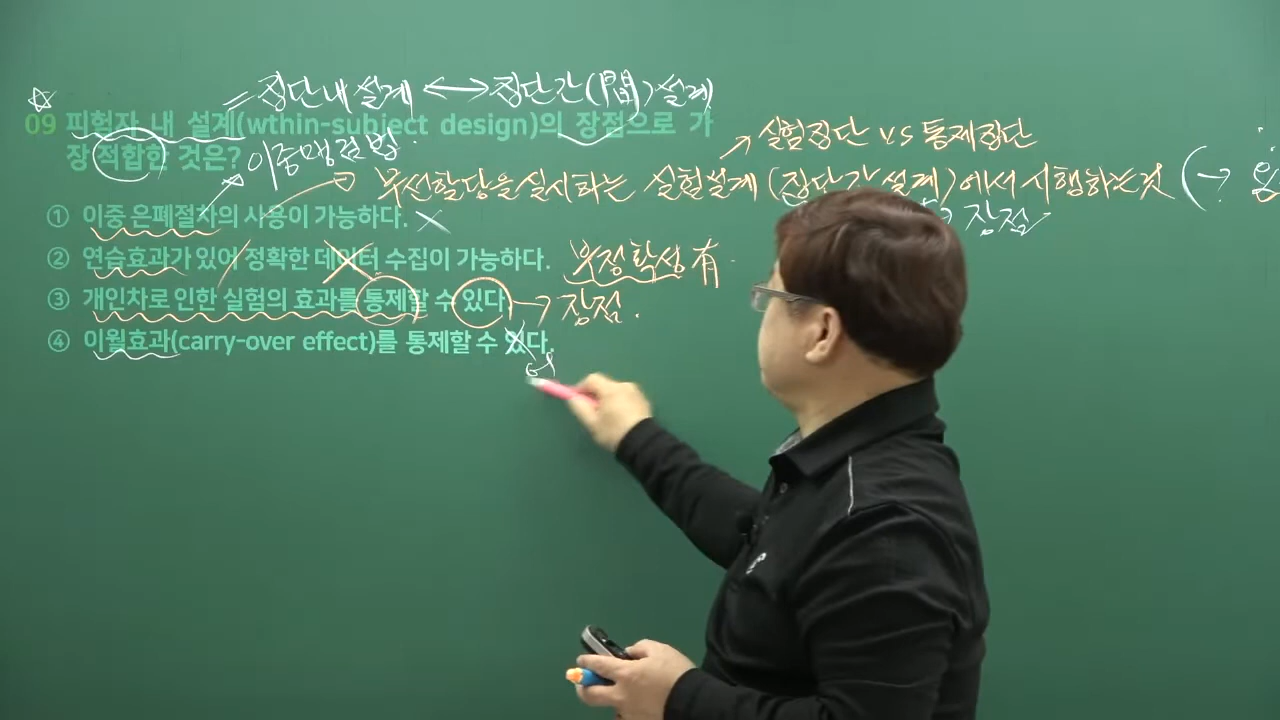 = 집단내 설계 ↔ 집단간(間) 설계
09 피험자 내 설계(wthin-subject design)의 장점으로 가
장 적합한 것은?
이중맹검법.
→ 실험집단 vs 통제집단
무선할당을 실시하는 실험설계 (집단간 설계)에서 시행하는것 (→
장점
① 이중 은폐절차의 사용이 가능하다. X
② 연습효과가 있어 정확한 데이터 수집이 가능하다. 부정확성 有.
③ 개인차로 인한 실험의 효과를 통제할 수 있다. → 장점.
④ 이월효과(carry-over effect)를 통제할 수 있다.